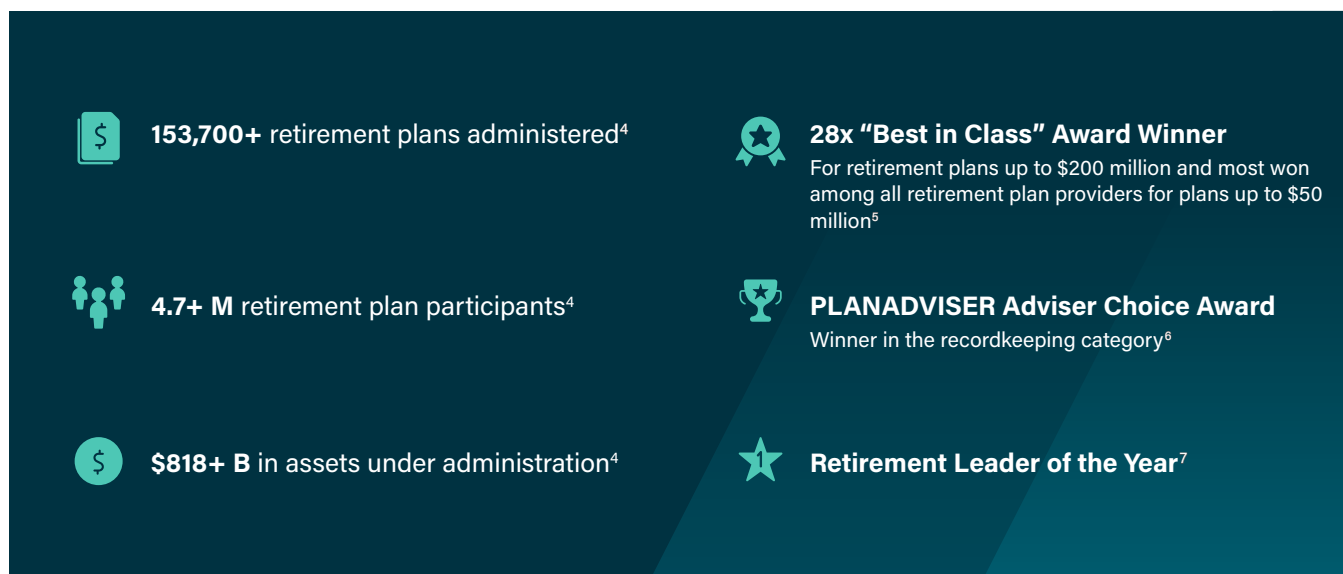 153,700+ retirement plans administered⁴
4.7+ M retirement plan participants⁴
$818+ B in assets under administration⁴
28x “Best in Class” Award Winner
For retirement plans up to $200 million and most won
among all retirement plan providers for plans up to $50
million⁵
PLANADVISER Adviser Choice Award
Winner in the recordkeeping category⁶
1
Retirement Leader of the Year⁷